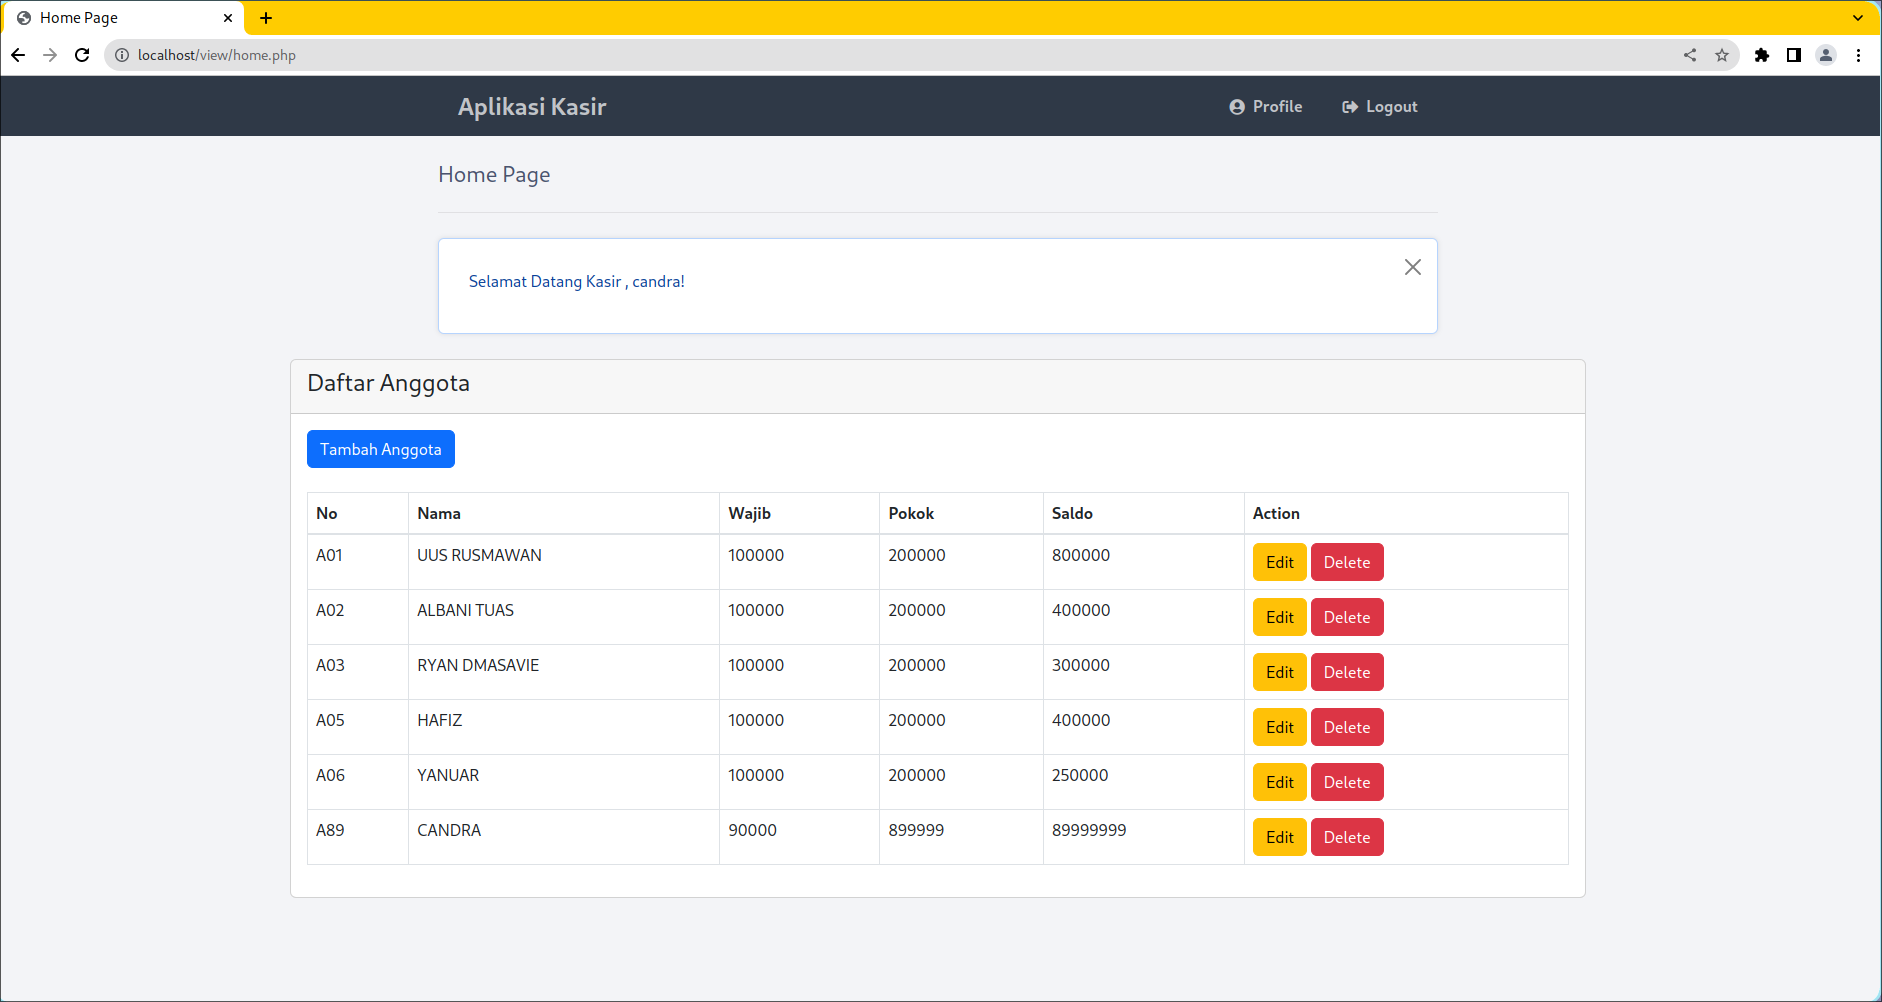 Home Page
localhost/view/home.php
Aplikasi Kasir Profile Logout
Home Page
Selamat Datang Kasir , candra!
Daftar Anggota
Tambah Anggota
No Nama Wajib Pokok Saldo Action
A01 UUS RUSMAWAN 100000 200000 800000 Edit Delete
A02 ALBANI TUAS 100000 200000 400000 Edit Delete
A03 RYAN DMASAVIE 100000 200000 300000 Edit Delete
A05 HAFIZ 100000 200000 400000 Edit Delete
A06 YANUAR 100000 200000 250000 Edit Delete
A89 CANDRA 90000 899999 89999999 Edit Delete